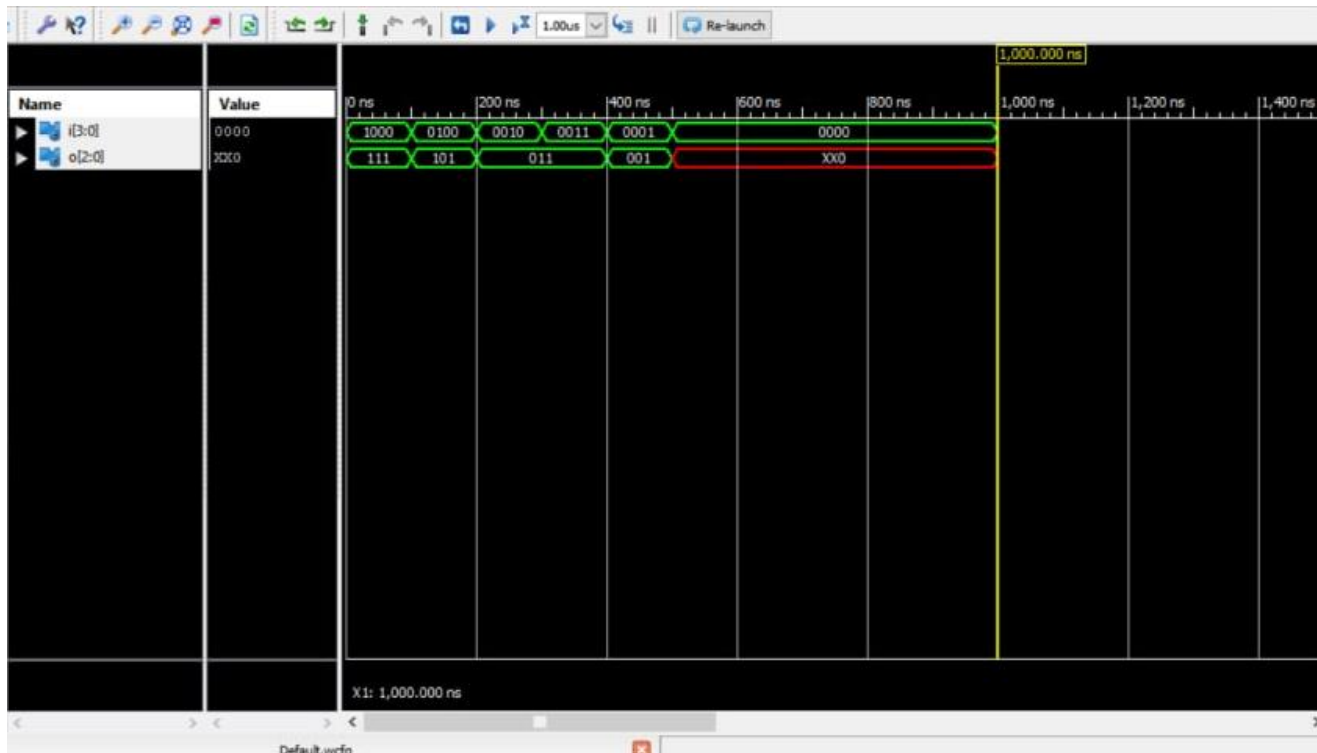 1.00us Re-launch
1,000.000 ns
Name Value 0 ns 200 ns 400 ns 600 ns 800 ns 1,000 ns 1,200 ns 1,400 ns
i[3:0] 0000 1000 0100 0010 0011 0001 0000
o[2:0] XX0 111 101 011 001 XX0
X1: 1,000.000 ns
Default.wcfg